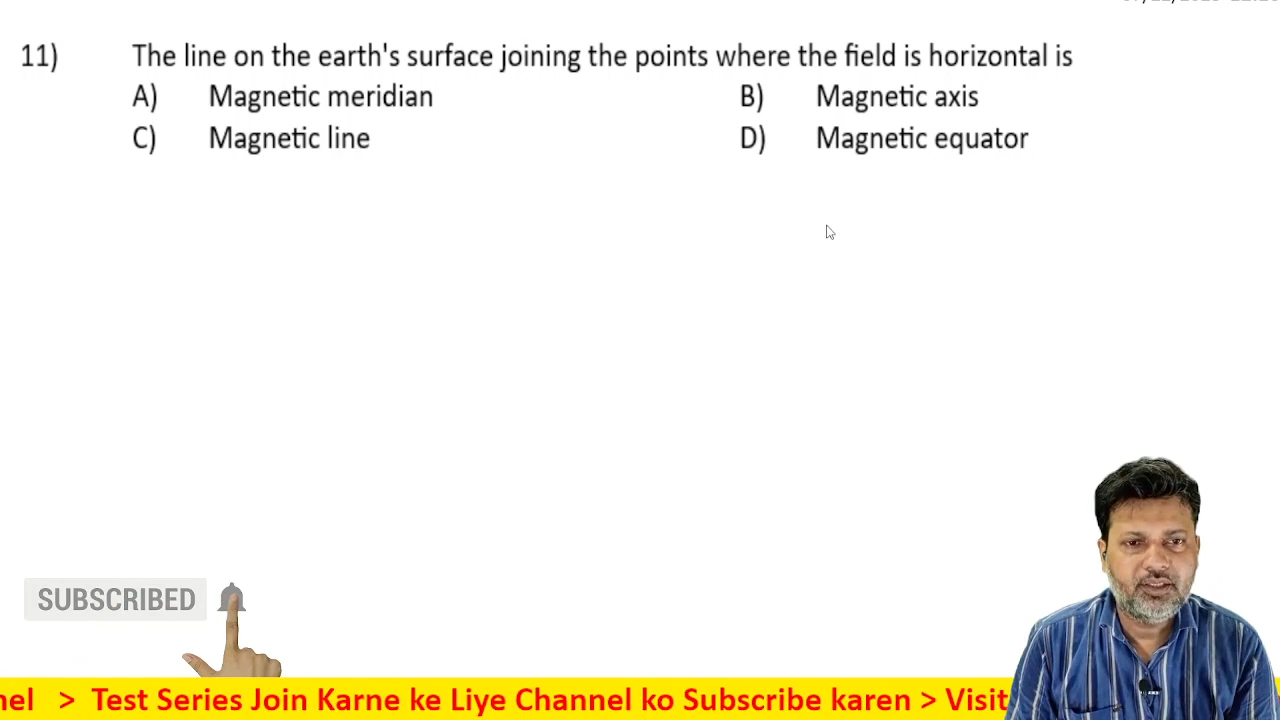 11) The line on the earth's surface joining the points where the field is horizontal is
A) Magnetic meridian B) Magnetic axis
C) Magnetic line D) Magnetic equator
SUBSCRIBED
nel > Test Series Join Karne ke Liye Channel ko Subscribe karen > Visit